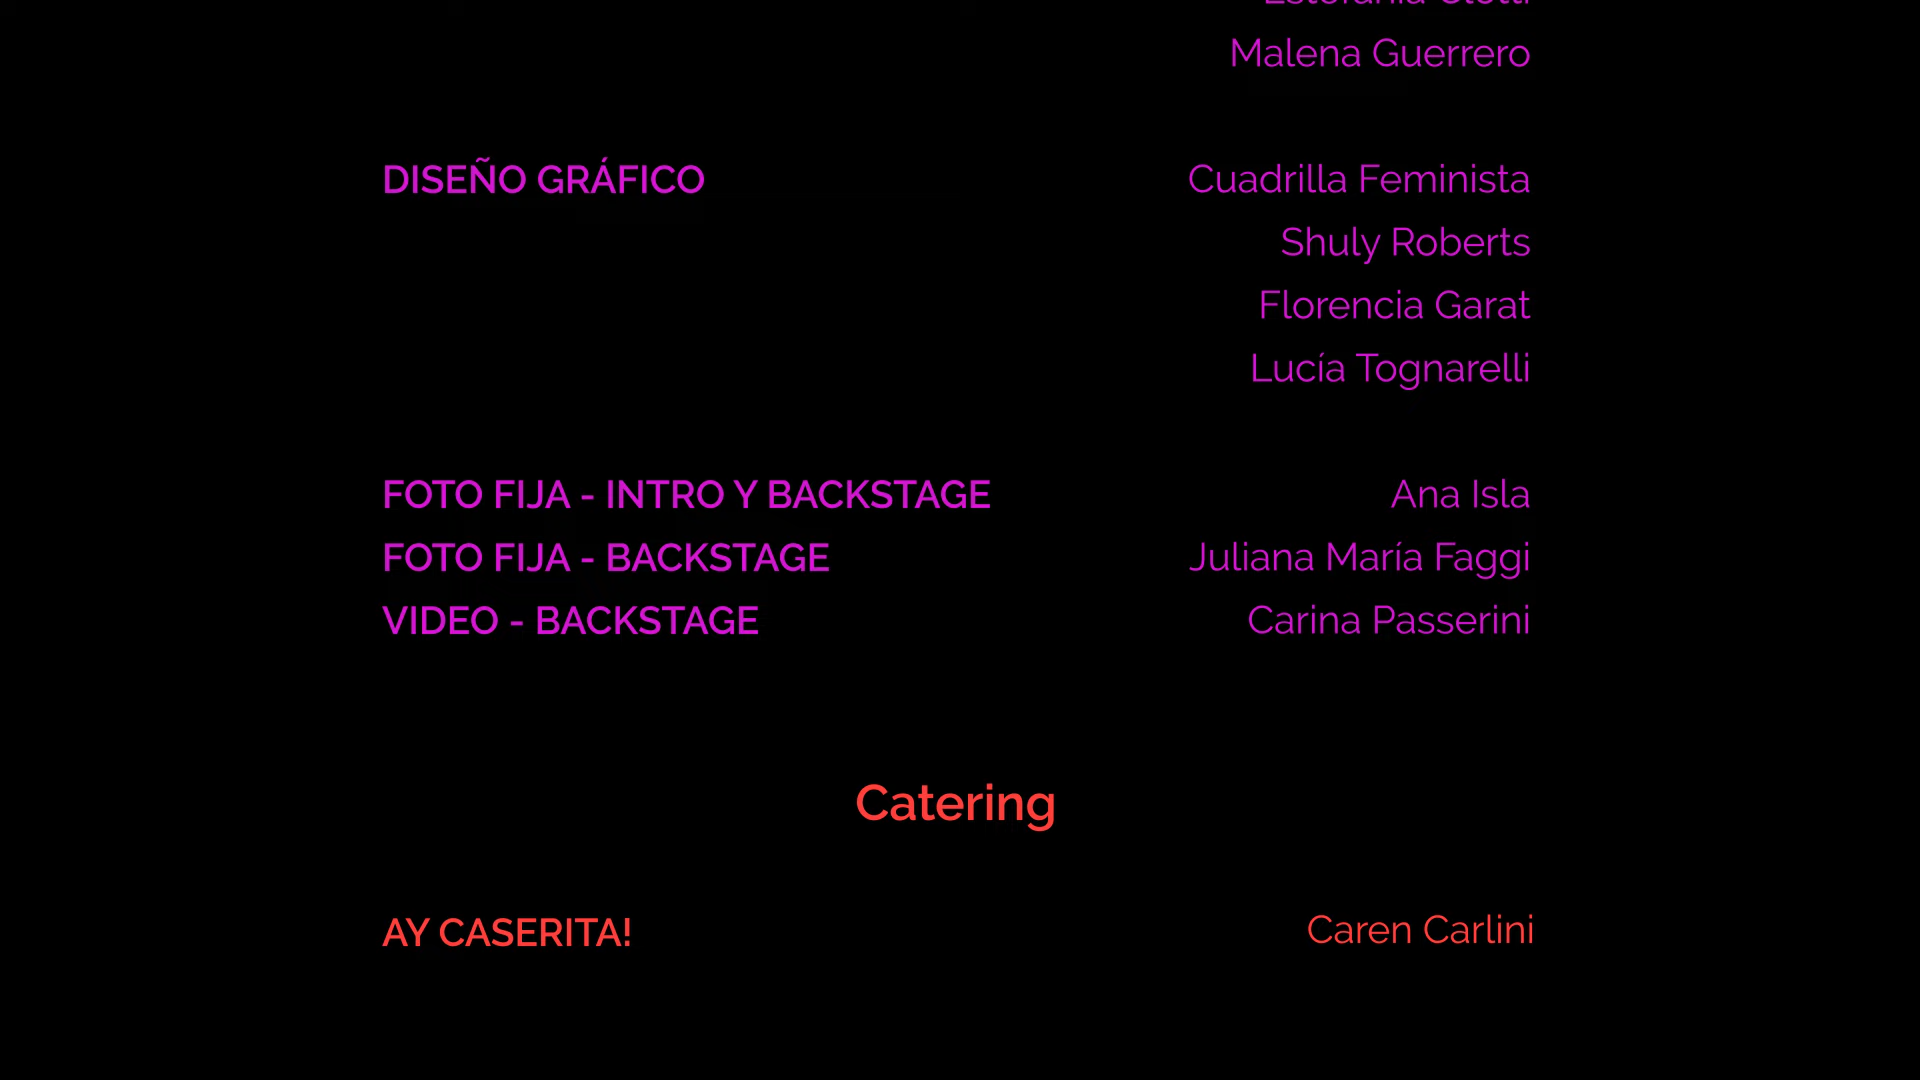 Malena Guerrero
DISEÑO GRÁFICO Cuadrilla Feminista
Shuly Roberts
Florencia Garat
Lucía Tognarelli
FOTO FIJA - INTRO Y BACKSTAGE Ana Isla
FOTO FIJA - BACKSTAGE Juliana María Faggi
VIDEO - BACKSTAGE Carina Passerini
Catering
AY CASERITA! Caren Carlini